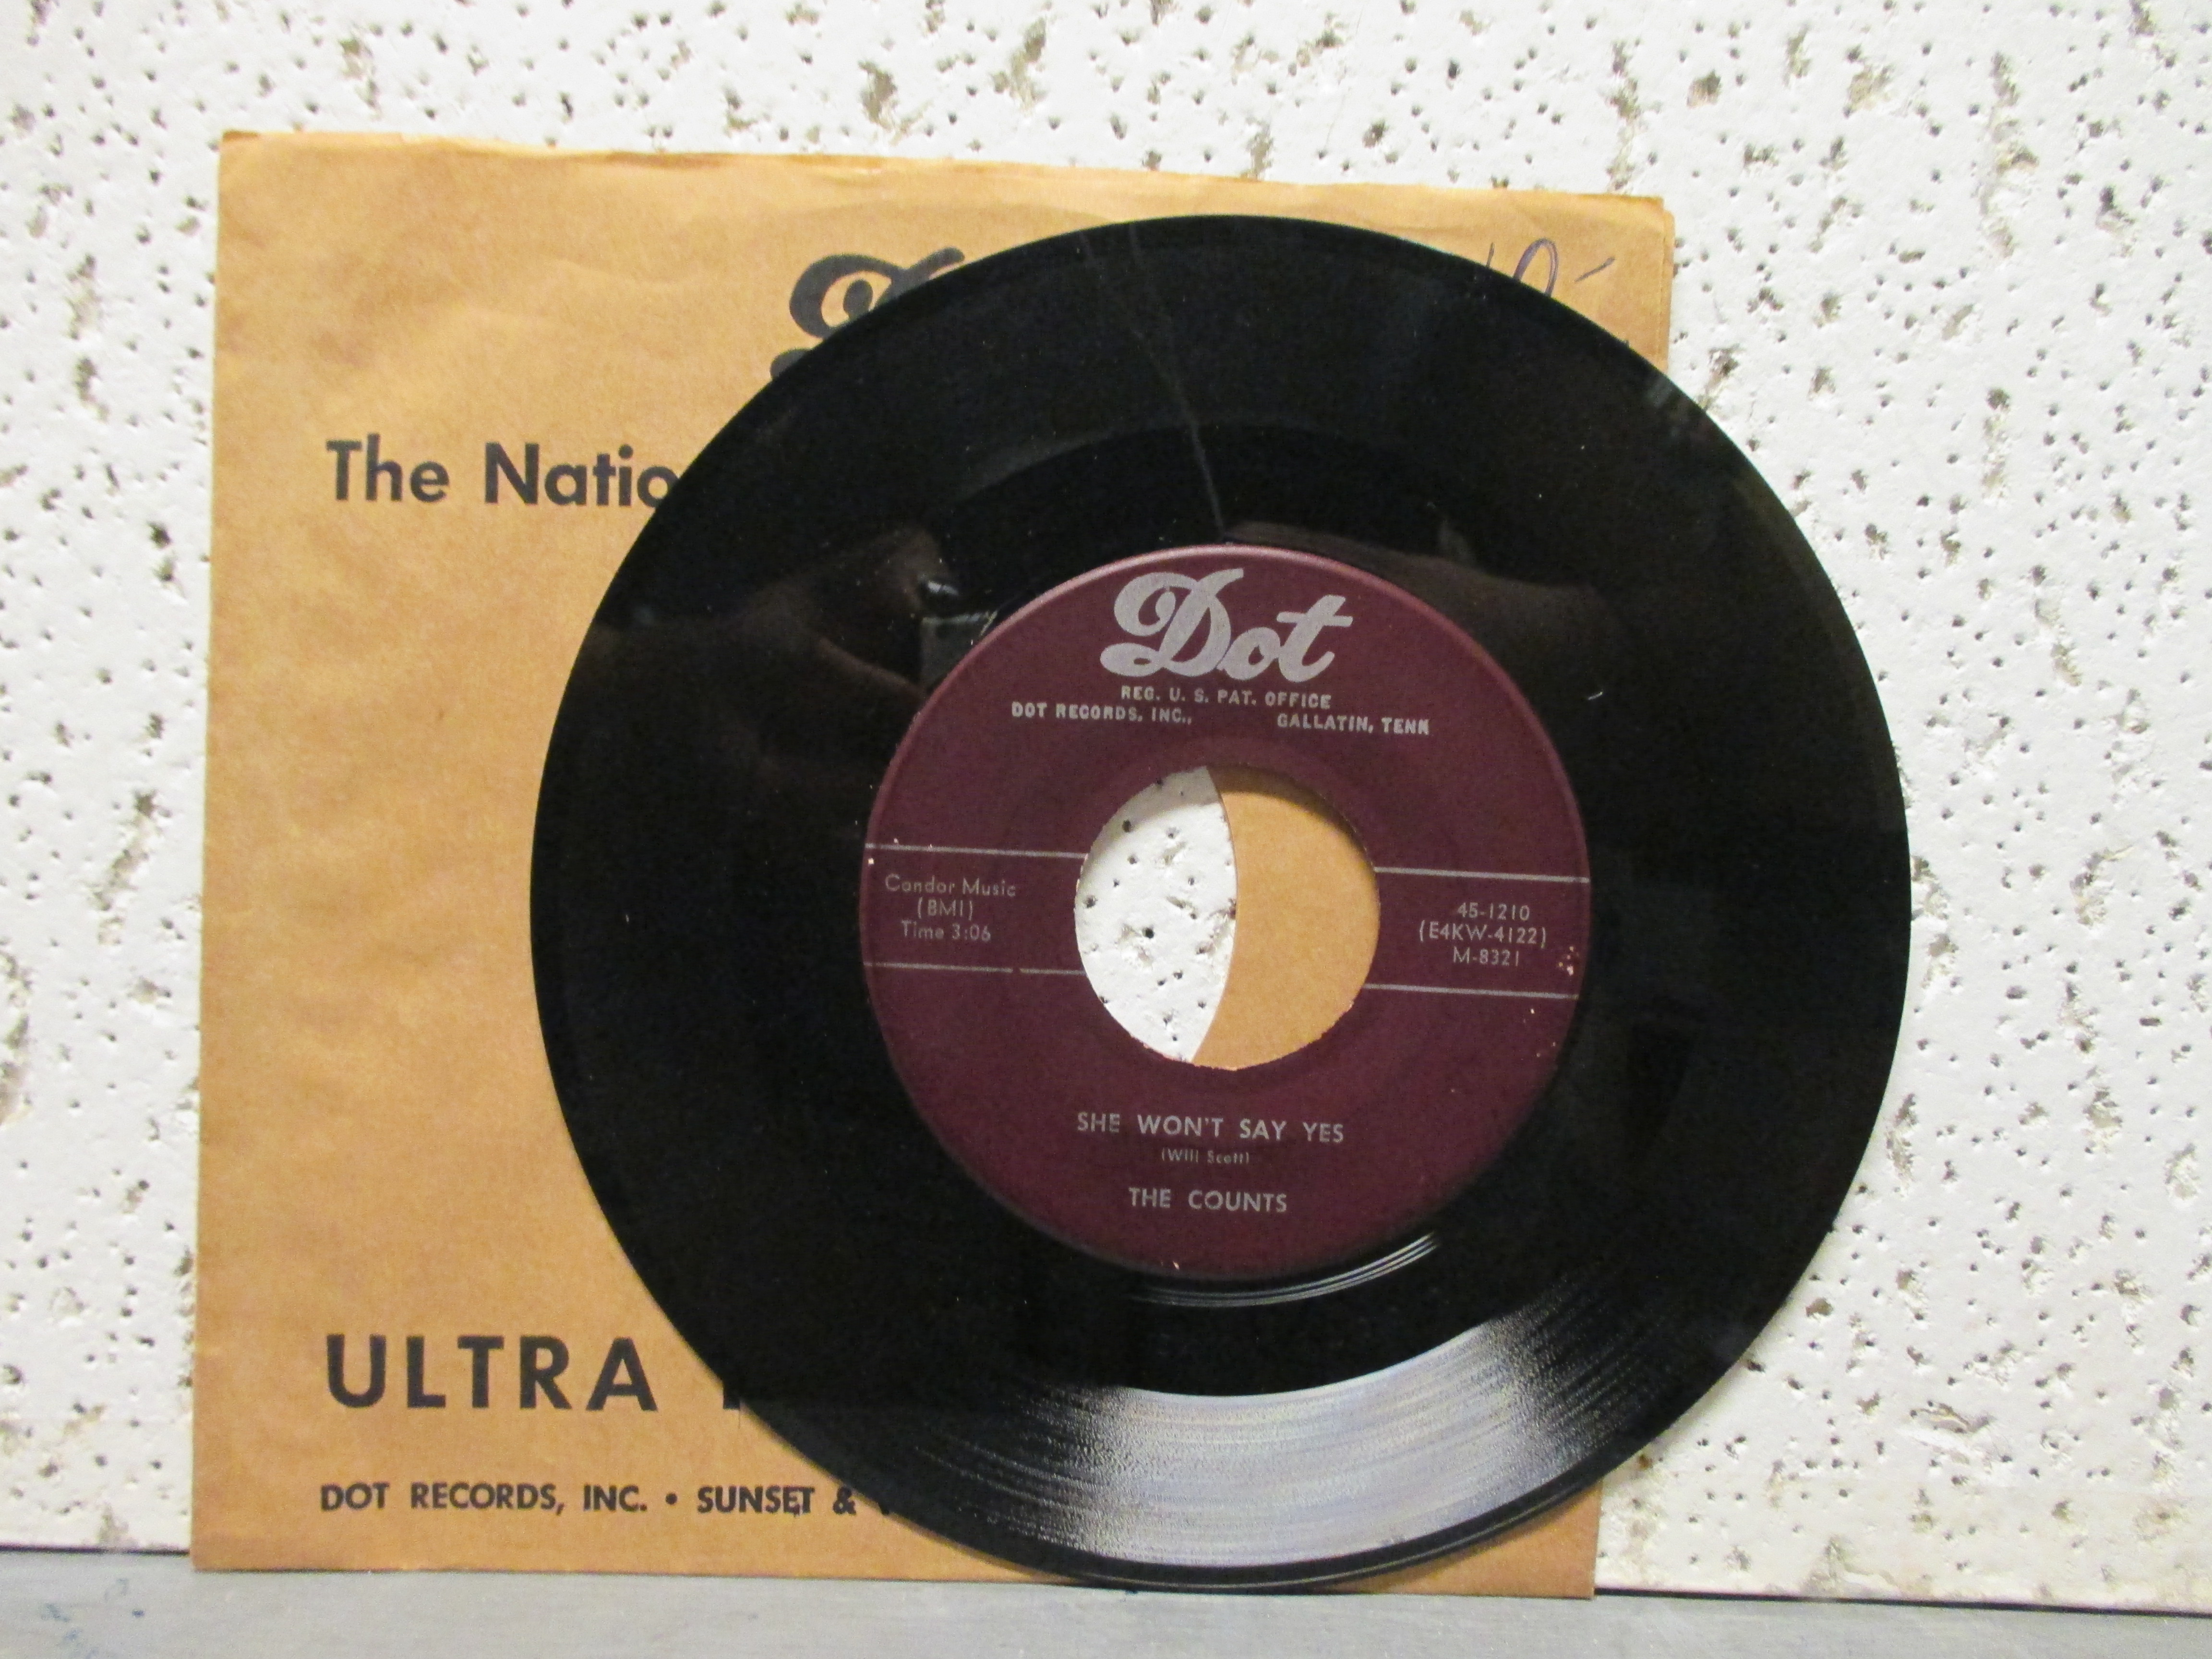 The Natio
ULTRA
DOT RECORDS, INC. • SUNSET &
Dot
REG. U. S. PAT. OFFICE
DOT RECORDS, INC., GALLATIN, TENN
Condor Music
(BMI)
Time 3:06
45-1210
(E4KW-4122)
M-8321
SHE WON'T SAY YES
(Will Scott)
THE COUNTS